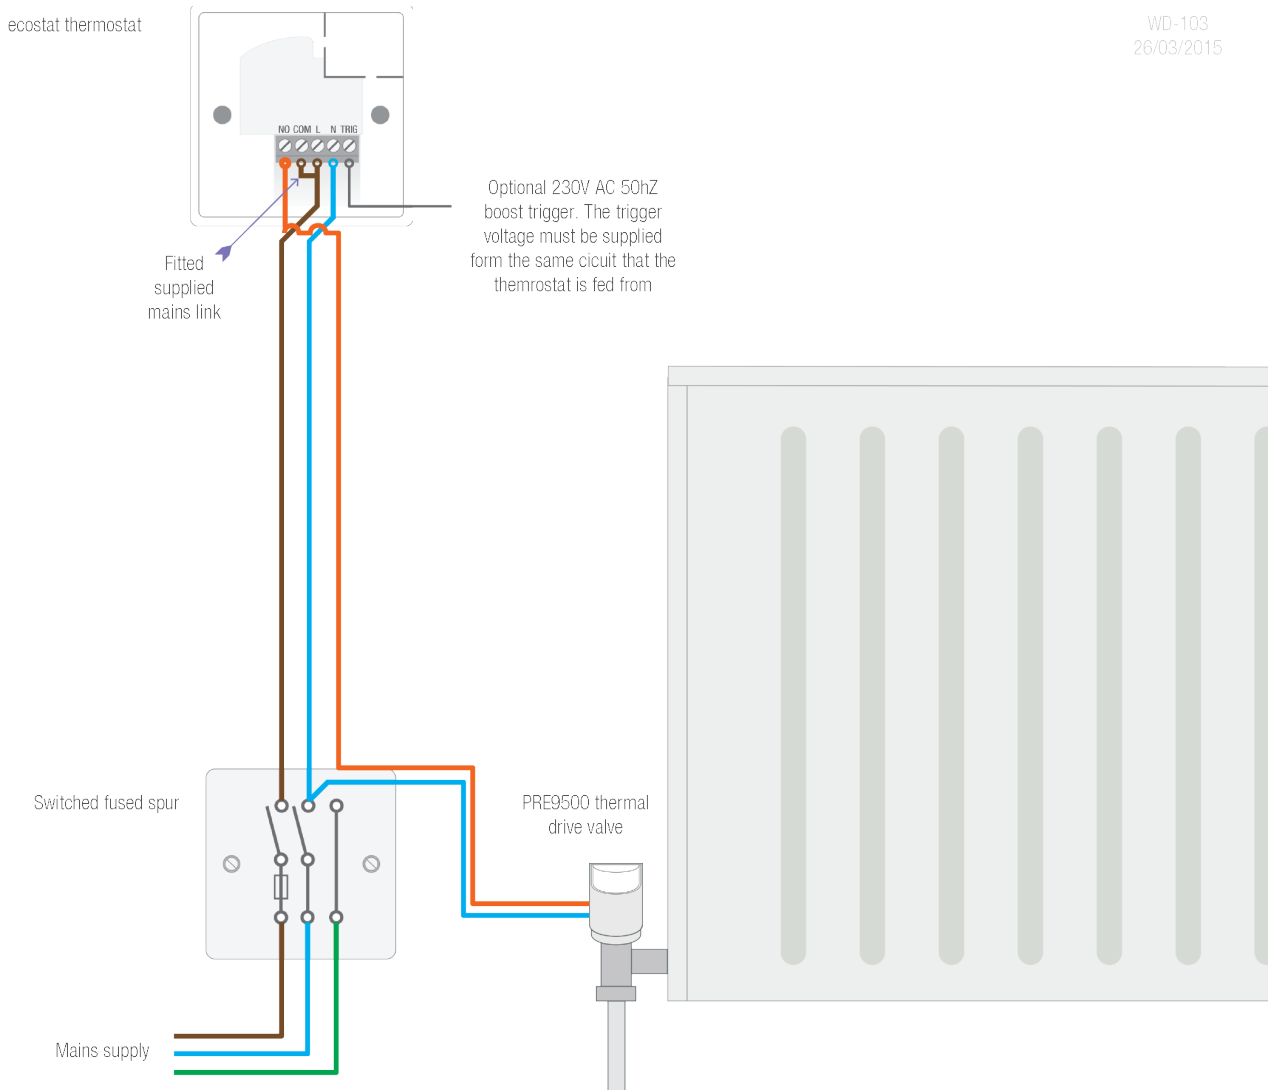 ecostat thermostat
WD-103
26/03/2015
NO COM L N TRIG
Optional 230V AC 50hZ
boost trigger. The trigger
voltage must be supplied
form the same cicuit that the
themrostat is fed from
Fitted
supplied
mains link
Switched fused spur
PRE9500 thermal
drive valve
Mains supply